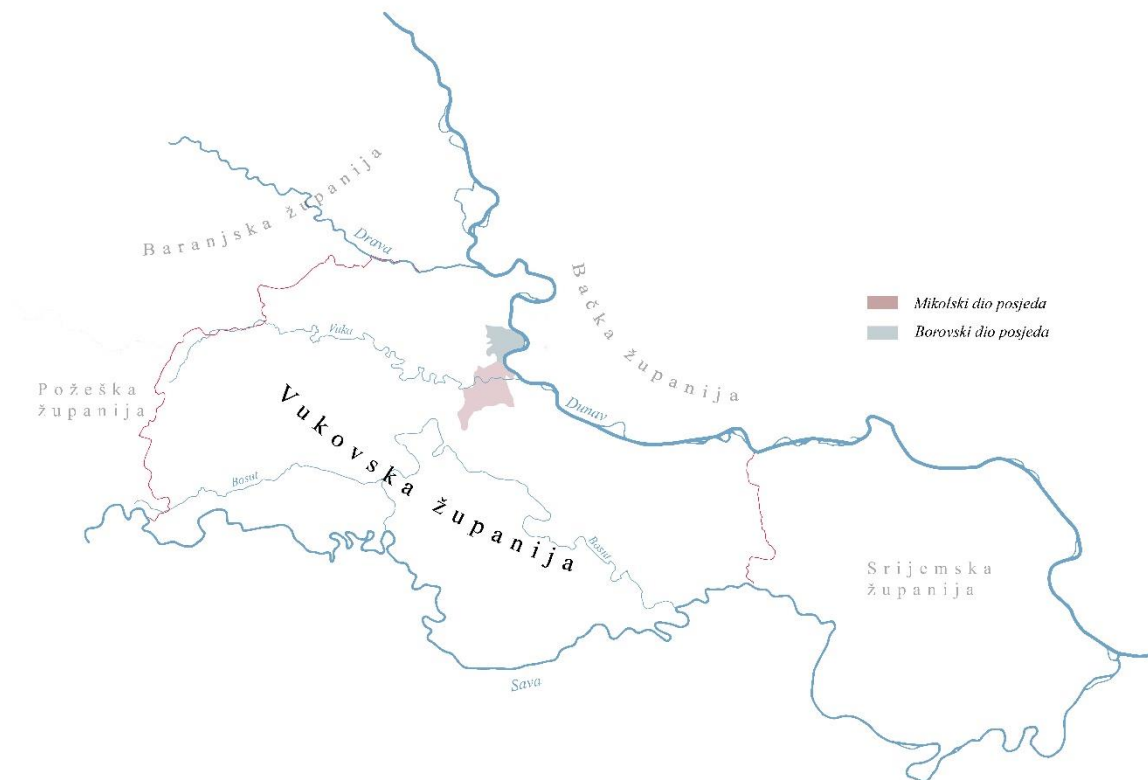 Baranjska županija
Drava
Bačka županija
Mikolski dio posjeda
Borovski dio posjeda
Vuka
Požeška
županija
Vukovska županija
Dunav
Bosut
Bosut
Srijemska
županija
Sava